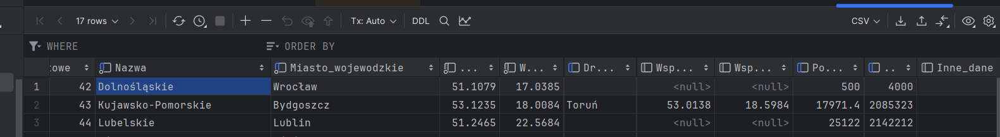 17 rows Tx: Auto DDL CSV
WHERE ORDER BY
towe Nazwa Miasto_wojewodzkie ... W... Dr... Wsp... Wsp... Po... .. Inne_dane
1 42 Dolnośląskie Wrocław 51.1079 17.0385 <null> <null> 500 4000
2 43 Kujawsko-Pomorskie Bydgoszcz 53.1235 18.0084 Toruń 53.0138 18.5984 17971.4 2085323
3 44 Lubelskie Lublin 51.2465 22.5684 <null> <null> 25122 2142212